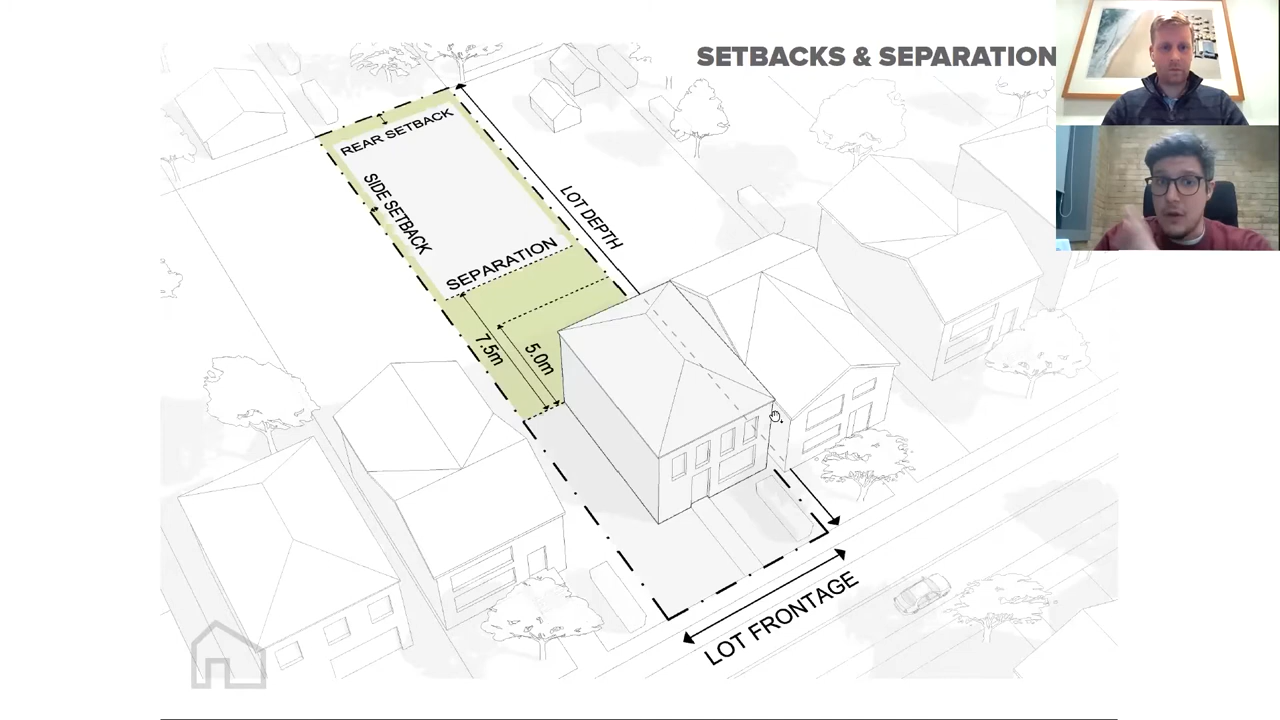 SETBACKS & SEPARATION
REAR SETBACK
SIDE SETBACK
LOT DEPTH
SEPARATION
7.5m
5.0m
LOT FRONTAGE